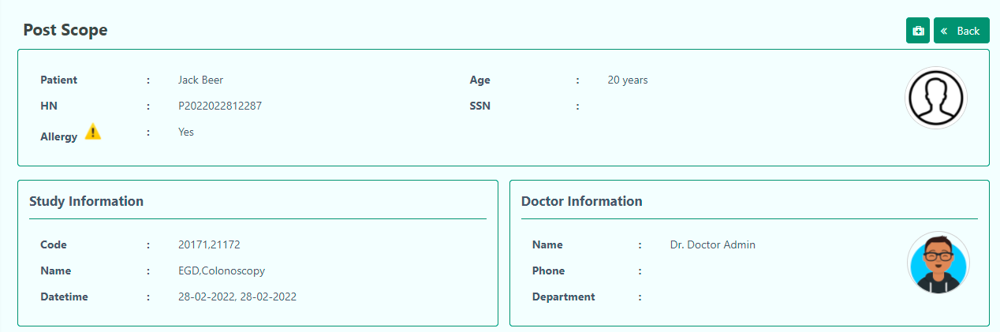 Post Scope
« Back
Patient : Jack Beer Age : 20 years
HN : P2022022812287 SSN :
Allergy : Yes
Study Information
Code : 20171,21172
Name : EGD,Colonoscopy
Datetime : 28-02-2022, 28-02-2022
Doctor Information
Name : Dr. Doctor Admin
Phone :
Department :